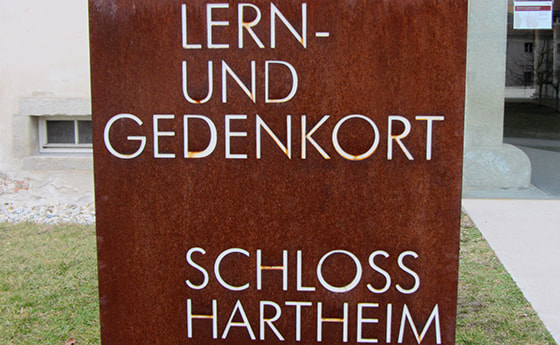 LERN-
UND
GEDENKORT
SCHLOSS
HARTHEIM